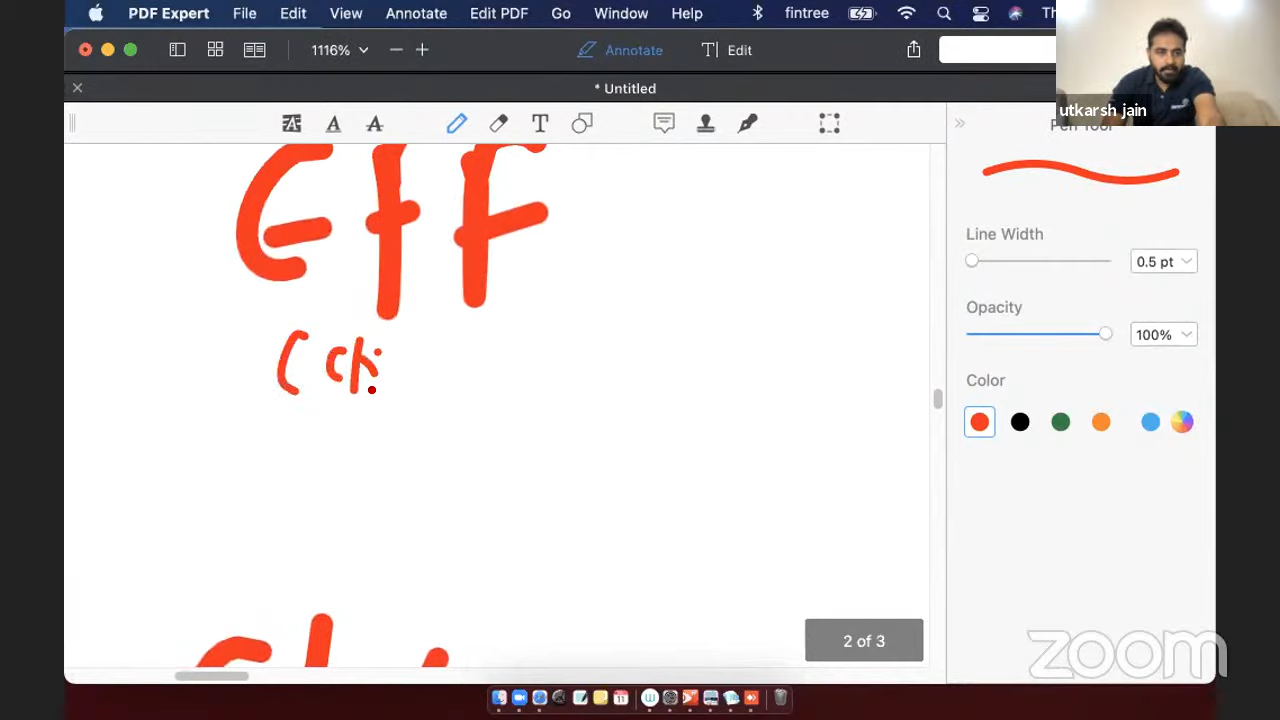 PDF Expert File Edit View Annotate Edit PDF Go Window Help fintree Th
1116% Annotate T Edit
* Untitled
A A A T
Pen Tool
utkarsh jain
Eff
Line Width
0.5 pt
Opacity
100%
Color
2 of 3
zoom